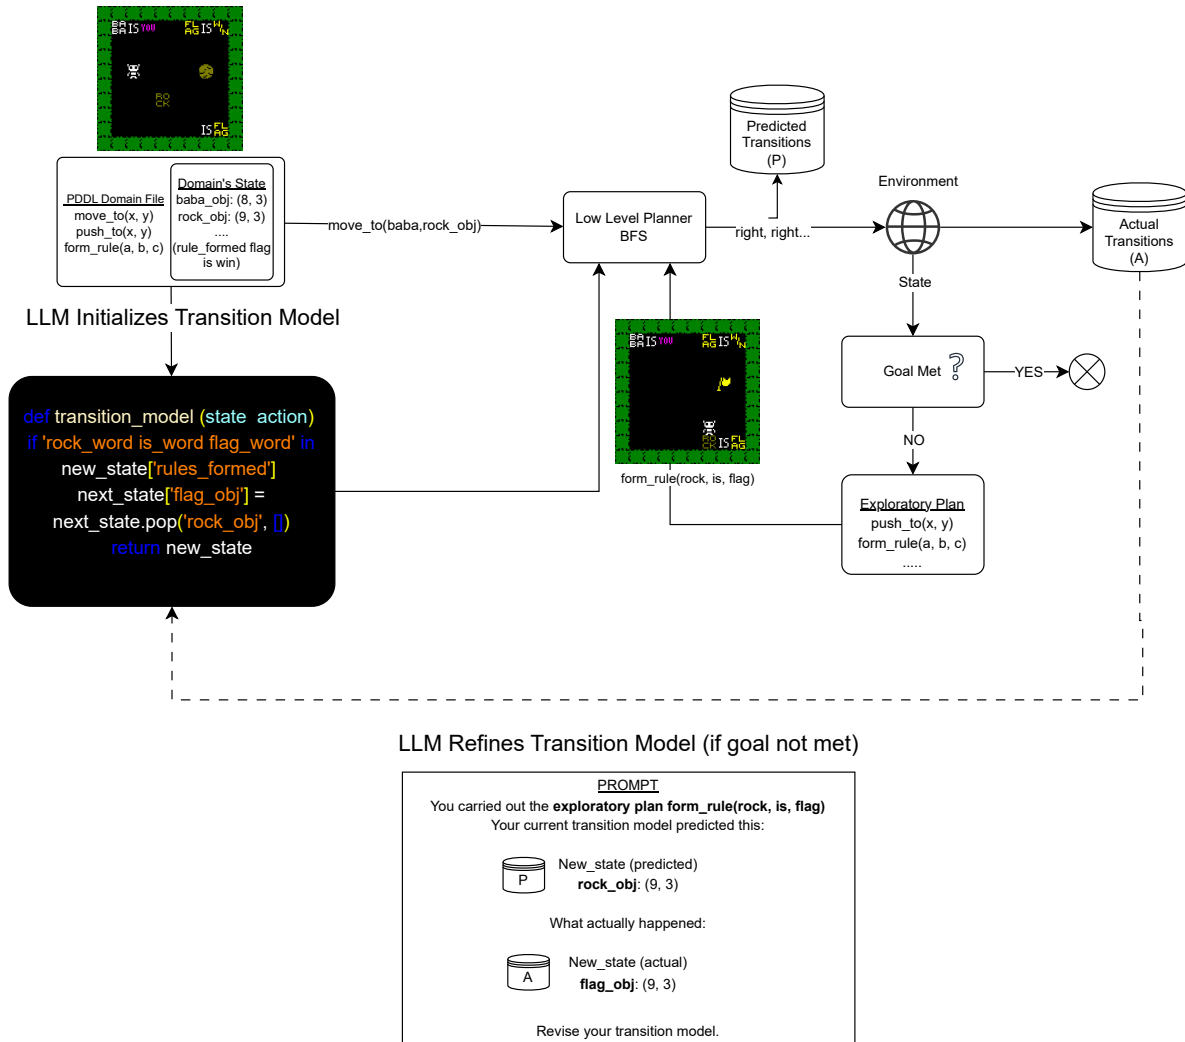 BA
BA IS YOU
FL
AG IS WIN
RO
CK
IS FL
AG
PDDL Domain File
move_to(x, y)
push_to(x, y)
form_rule(a, b, c)
Domain's State
baba_obj: (8, 3)
rock_obj: (9, 3)
....
(rule_formed flag
is win)
move_to(baba,rock_obj)
Low Level Planner
BFS
right, right...
Predicted
Transitions
(P)
Environment
Actual
Transitions
(A)
State
Goal Met ?
YES
NO
Exploratory Plan
push_to(x, y)
form_rule(a, b, c)
.....
BA
BA IS YOU
FL
AG IS WIN
RO
CK IS FL
AG
form_rule(rock, is, flag)
LLM Initializes Transition Model
def transition_model (state action)
if 'rock_word is_word flag_word' in
new_state['rules_formed']
next_state['flag_obj'] =
next_state.pop('rock_obj', [])
return new_state
LLM Refines Transition Model (if goal not met)
PROMPT
You carried out the exploratory plan form_rule(rock, is, flag)
Your current transition model predicted this:
P
New_state (predicted)
rock_obj: (9, 3)
What actually happened:
A
New_state (actual)
flag_obj: (9, 3)
Revise your transition model.